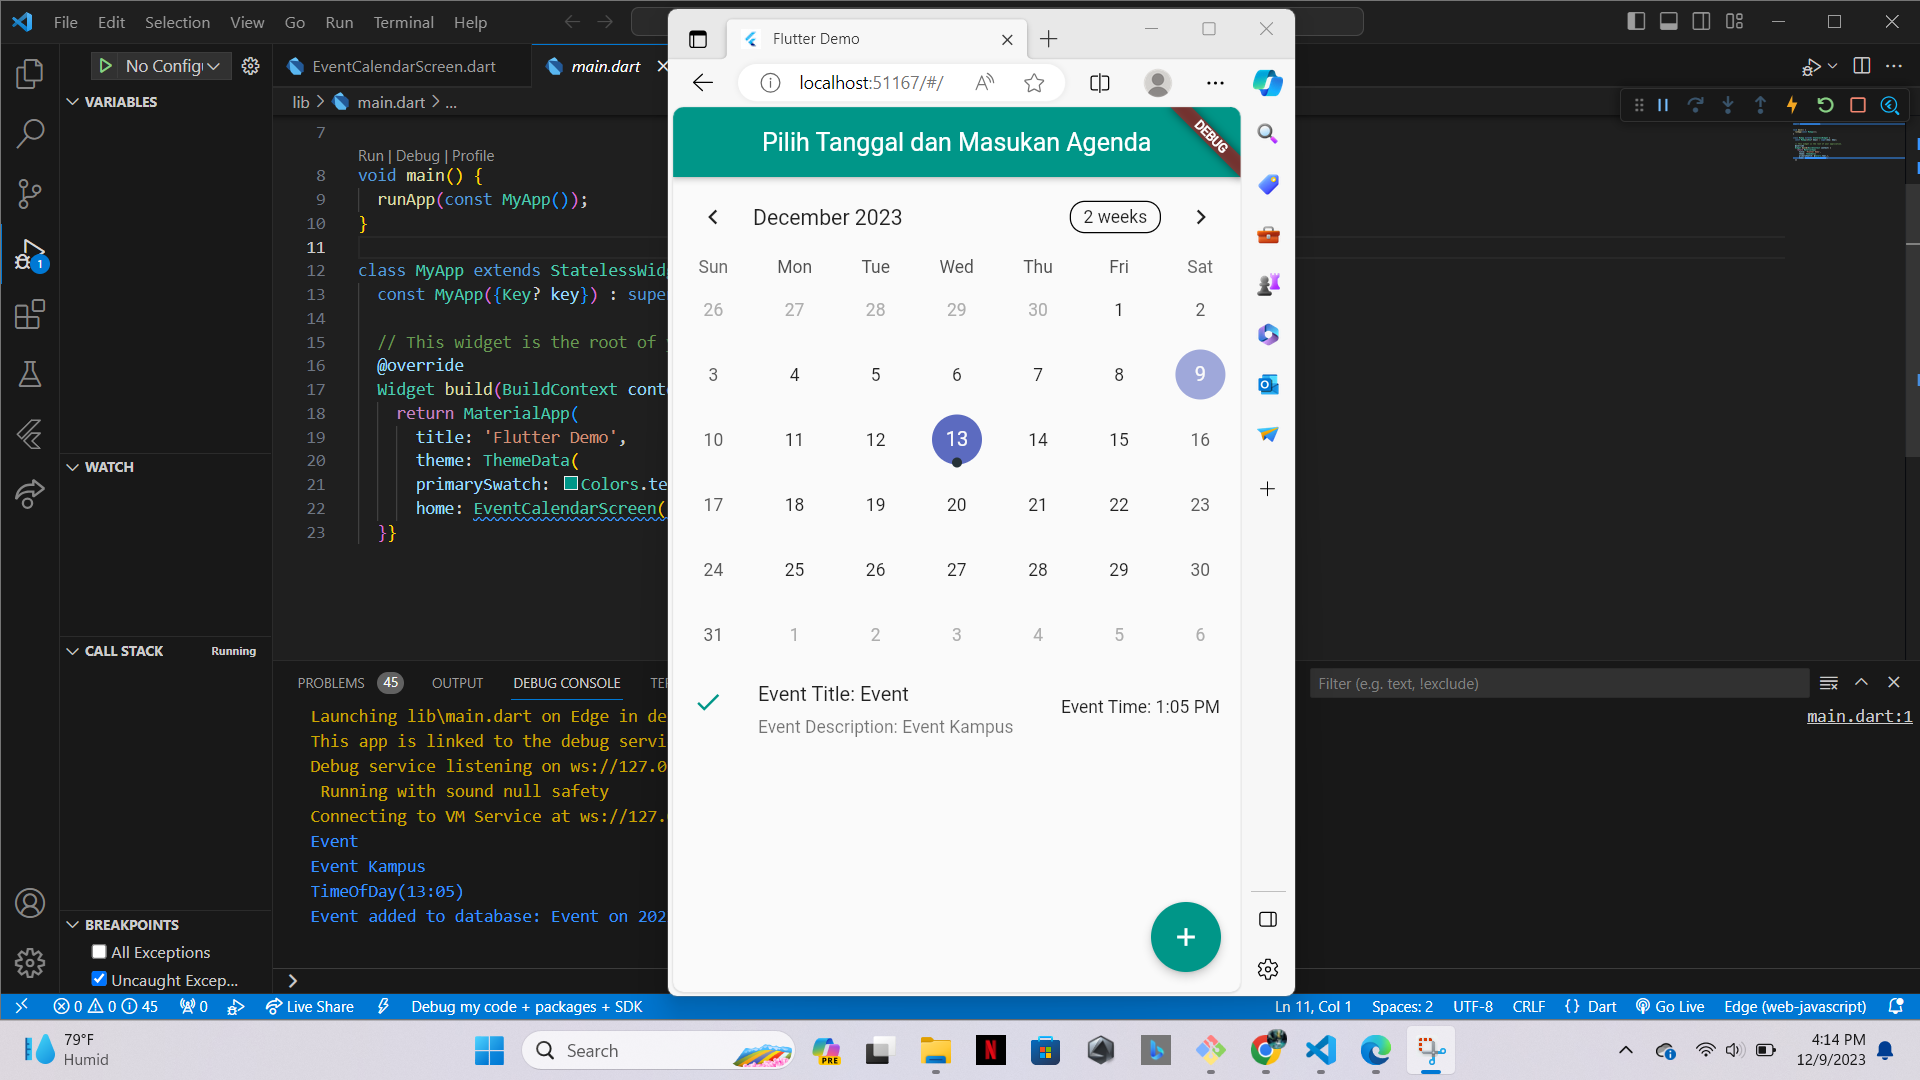 File Edit Selection View Go Run Terminal Help
No Config
EventCalendarScreen.dart
main.dart
VARIABLES
lib > main.dart > ...
7
Run | Debug | Profile
8 void main() {
9 runApp(const MyApp());
10 }
11
12 class MyApp extends StatelessWid
13 const MyApp({Key? key}) : supe
14
15 // This widget is the root of
16 @override
17 Widget build(BuildContext cont
18 return MaterialApp(
19 title: 'Flutter Demo',
20 theme: ThemeData(
21 primarySwatch: Colors.te
22 home: EventCalendarScreen(
23 }}
1
WATCH
CALL STACK
Running
BREAKPOINTS
All Exceptions
Uncaught Excep...
PROBLEMS 45 OUTPUT DEBUG CONSOLE TE
Filter (e.g. text, !exclude)
main.dart:1
Launching lib\main.dart on Edge in de
This app is linked to the debug servi
Debug service listening on ws://127.0
Running with sound null safety
Connecting to VM Service at ws://127.
Event
Event Kampus
TimeOfDay(13:05)
Event added to database: Event on 202
Flutter Demo
localhost:51167/#/
Pilih Tanggal dan Masukan Agenda
DEBUG
December 2023
2 weeks
Sun Mon Tue Wed Thu Fri Sat
26 27 28 29 30 1 2
3 4 5 6 7 8 9
10 11 12 13 14 15 16
17 18 19 20 21 22 23
24 25 26 27 28 29 30
31 1 2 3 4 5 6
Event Title: Event
Event Description: Event Kampus
Event Time: 1:05 PM
+
0 0 45 0 Live Share Debug my code + packages + SDK
Ln 11, Col 1 Spaces: 2 UTF-8 CRLF {} Dart Go Live Edge (web-javascript)
79°F
Humid
Search
PRE
4:14 PM
12/9/2023